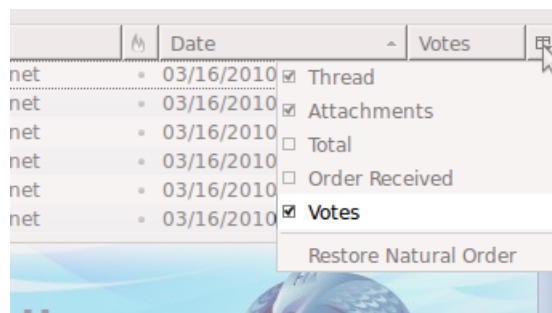 Date Votes
net 03/16/2010 Thread
net 03/16/2010 Attachments
net 03/16/2010 Total
net 03/16/2010 Order Received
net 03/16/2010 Votes
net 03/16/2010 Restore Natural Order